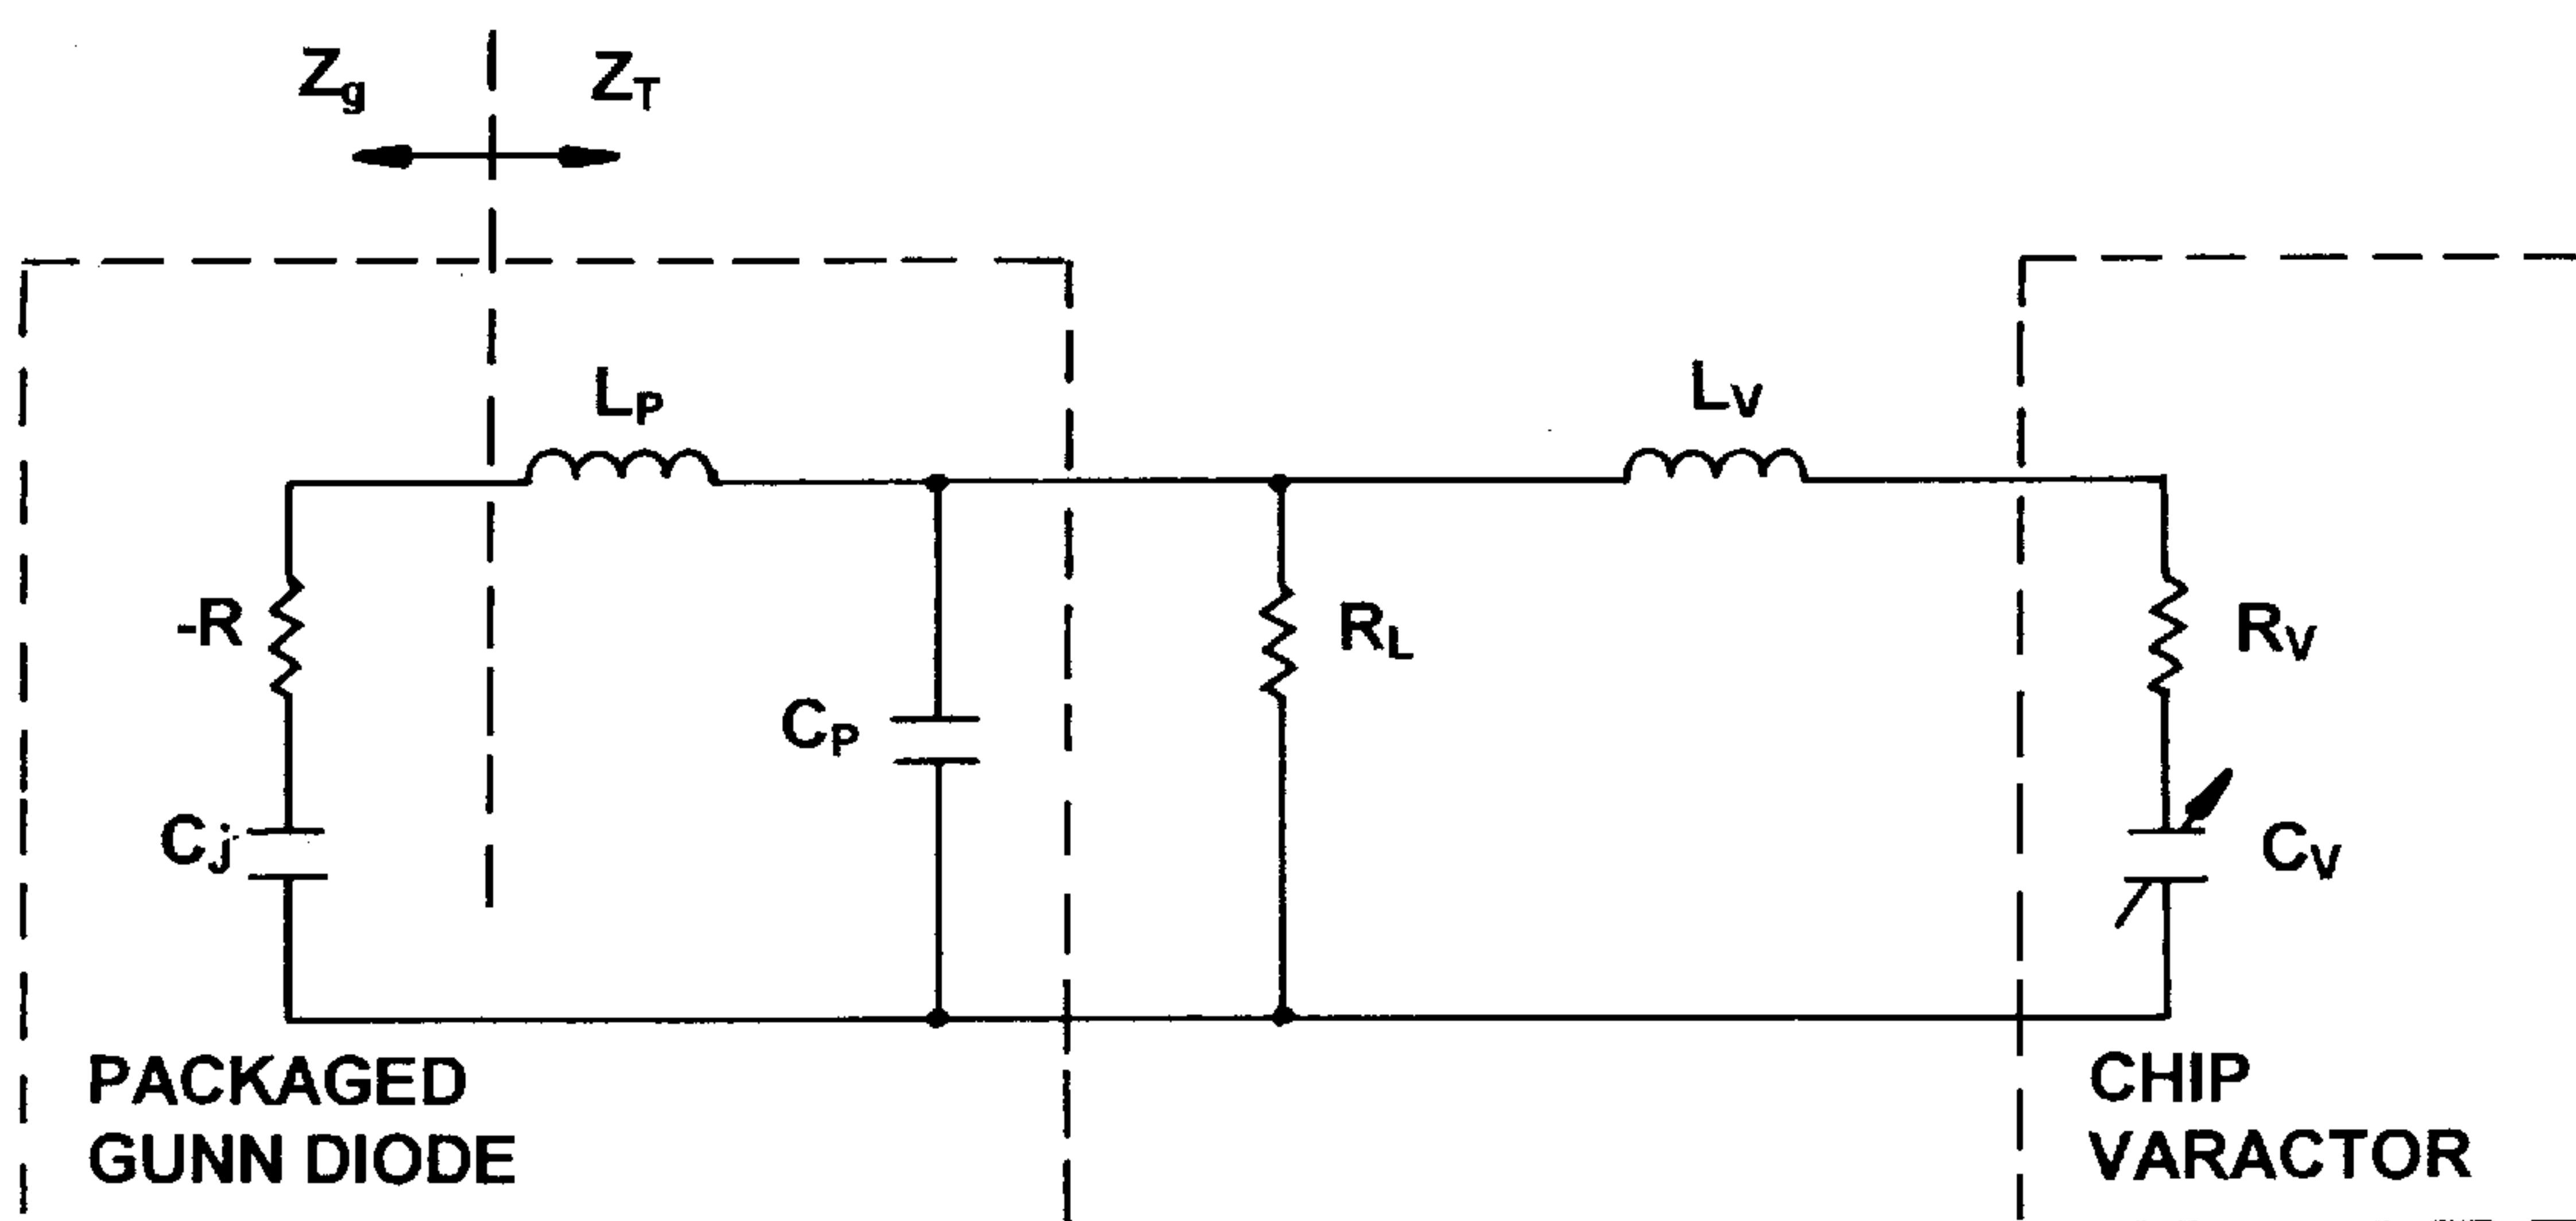 Zg
ZT
LP
LV
-R
RL
RV
CP
Cj
CV
PACKAGED
GUNN DIODE
CHIP
VARACTOR